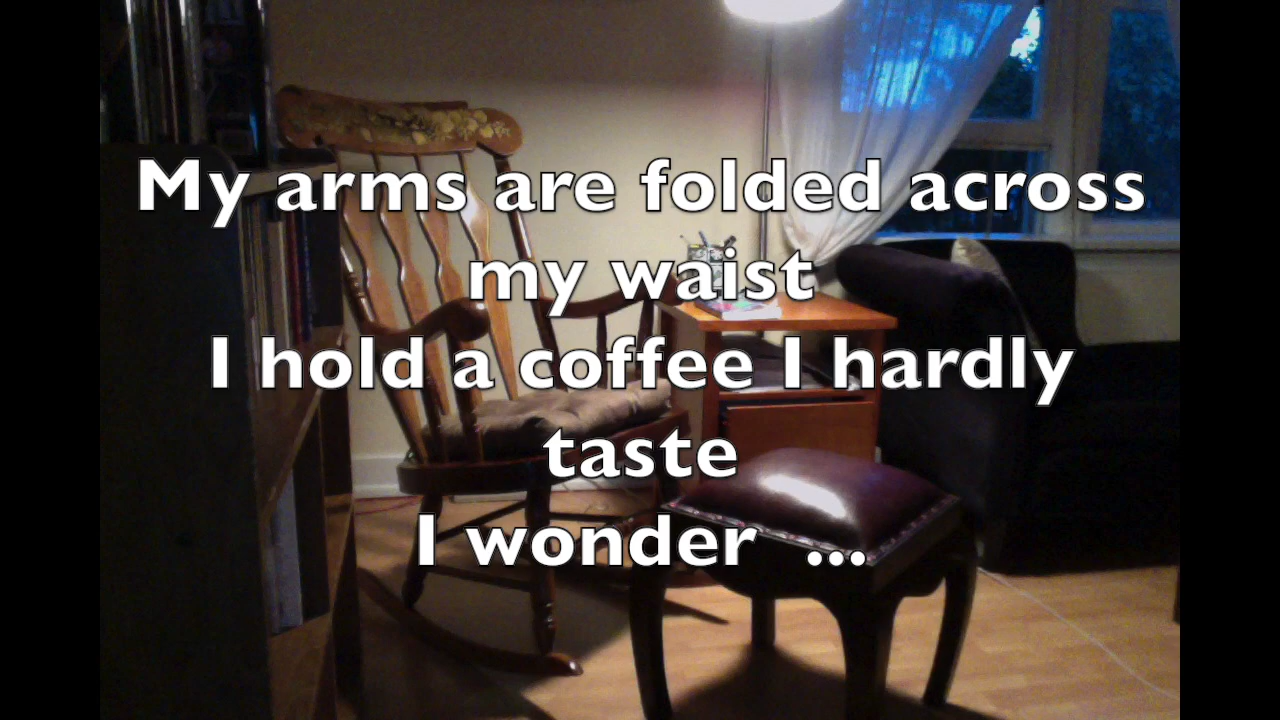 My arms are folded across
my waist
I hold a coffee I hardly
taste
I wonder   ...